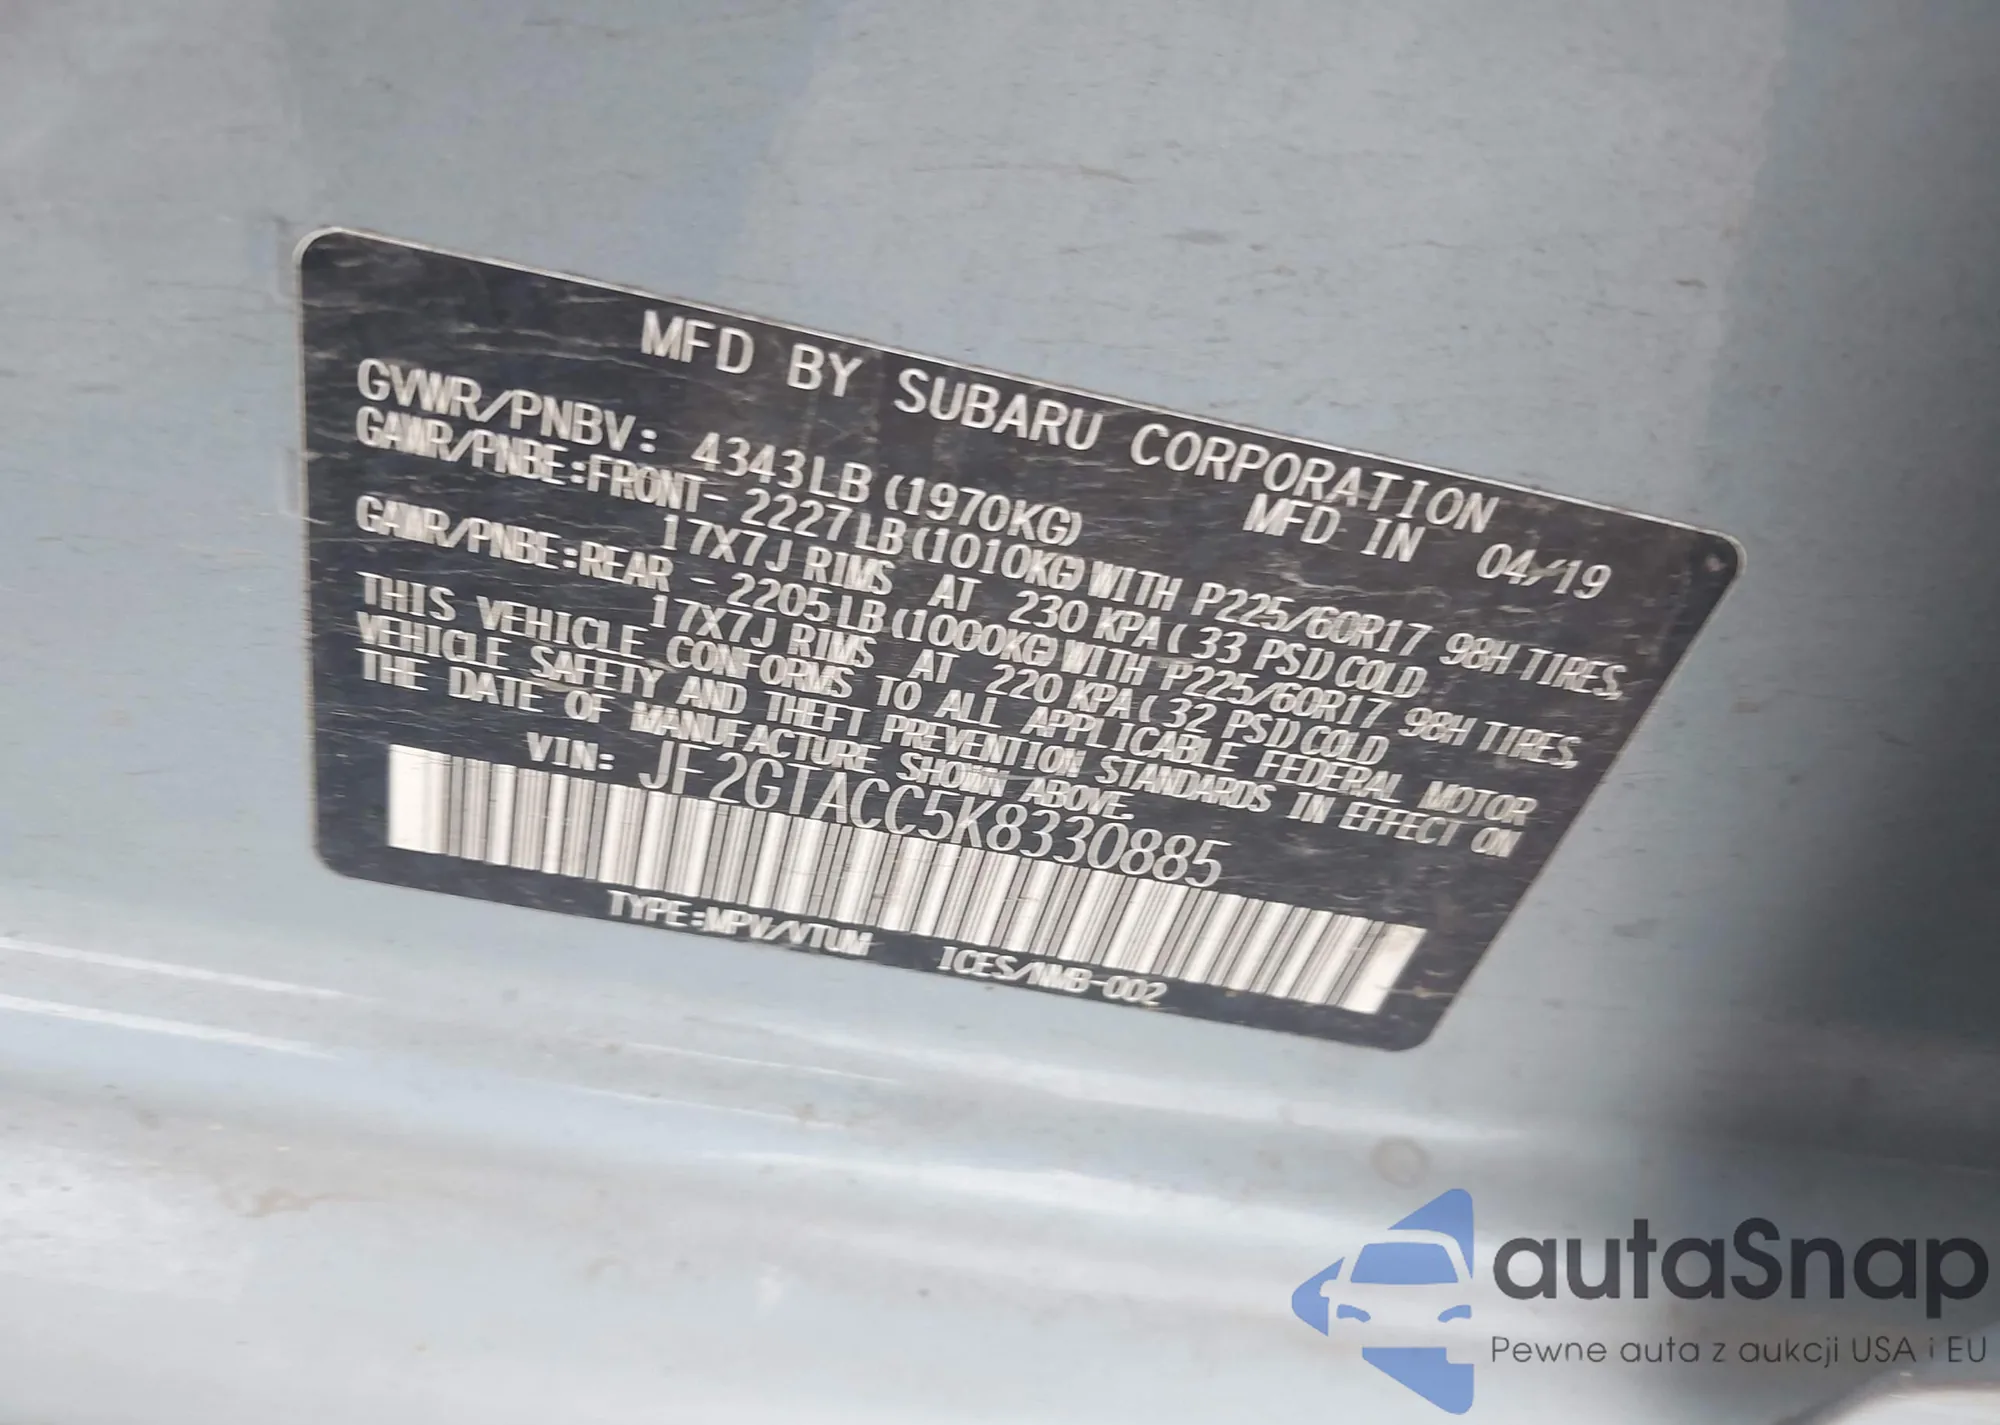 MFD BY SUBARU CORPORATION
MFD IN 04/19
GVWR/PNBV: 4343LB (1970KG)
GAWR/PNBE:FRONT- 2227LB(1010KG) WITH P225/60R17 98H TIRES,
17X7J RIMS AT 230 KPA( 33 PSI)COLD
GAWR/PNBE:REAR - 2205LB(1000KG) WITH P225/60R17 98H TIRES,
17X7J RIMS AT 220 KPA( 32 PSI)COLD
THIS VEHICLE CONFORMS TO ALL APPLICABLE FEDERAL MOTOR
VEHICLE SAFETY AND THEFT PREVENTION STANDARDS IN EFFECT ON
THE DATE OF MANUFACTURE SHOWN ABOVE.
VIN: JF2GTACC5K8330885
TYPE:MPV/VTUM ICES/NMB-002
autaSnap
Pewne auta z aukcji USA i EU